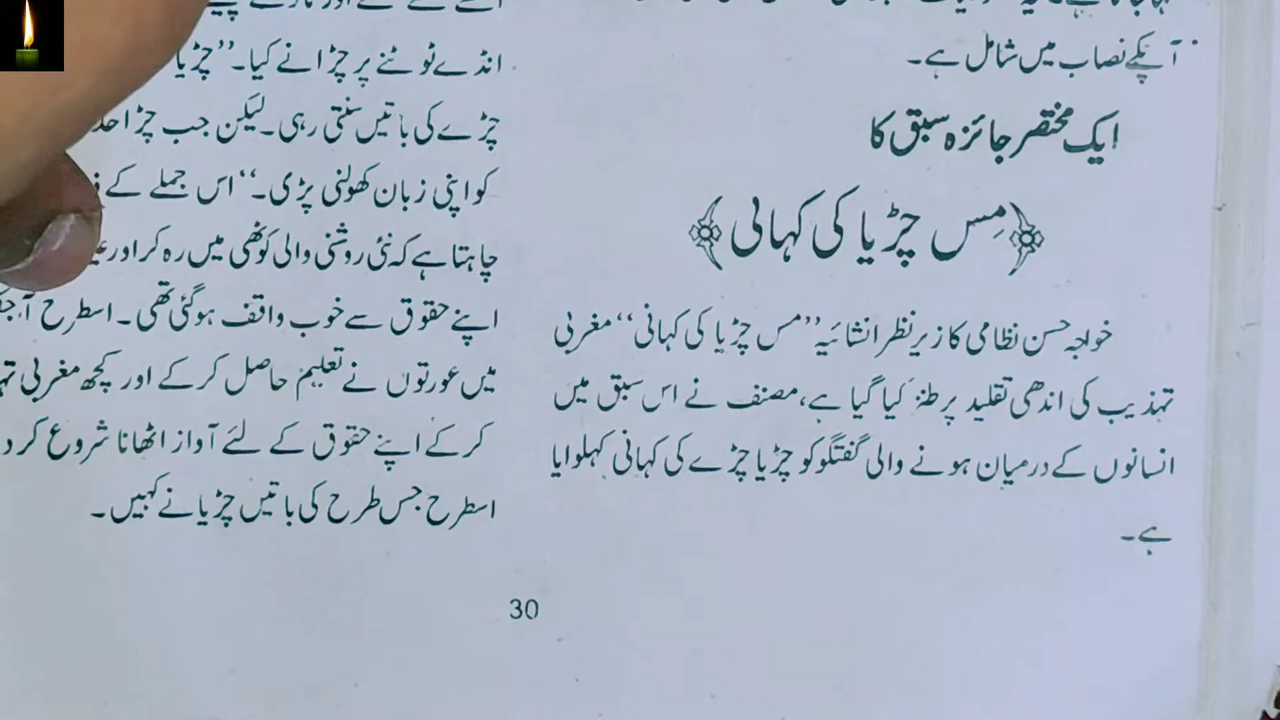 آپکے نصاب میں شامل ہے۔
ایک مختصر جائزہ سبق کا
مِس چڑیا کی کہانی
خواجہ حسن نظامی کا زیرِ نظر انشائیہ ’’مس چڑیا کی کہانی‘‘ مغربی
تہذیب کی اندھی تقلید پر طنز کیا گیا ہے، مصنف نے اس سبق میں
انسانوں کے درمیان ہونے والی گفتگو کو چڑیا چڑے کی کہانی کہلوایا
ہے۔
انڈے ٹوٹنے پر چڑا نے کیا۔’’چڑیا
چڑے کی باتیں سنتی رہی۔ لیکن جب چڑا
کو اپنی زبان کھولنی پڑی۔‘‘ اس جملے کے
چاہتا ہے کہ نئی روشنی والی کوٹھی میں رہ کر اور
اپنے حقوق سے خوب واقف ہوگئی تھی۔ اسطرح
میں عورتوں نے تعلیم حاصل کرکے اور کچھ مغربی
کرکے اپنے حقوق کے لئے آواز اٹھانا شروع کر
اسطرح جس طرح کی باتیں چڑیا نے کہیں۔
30